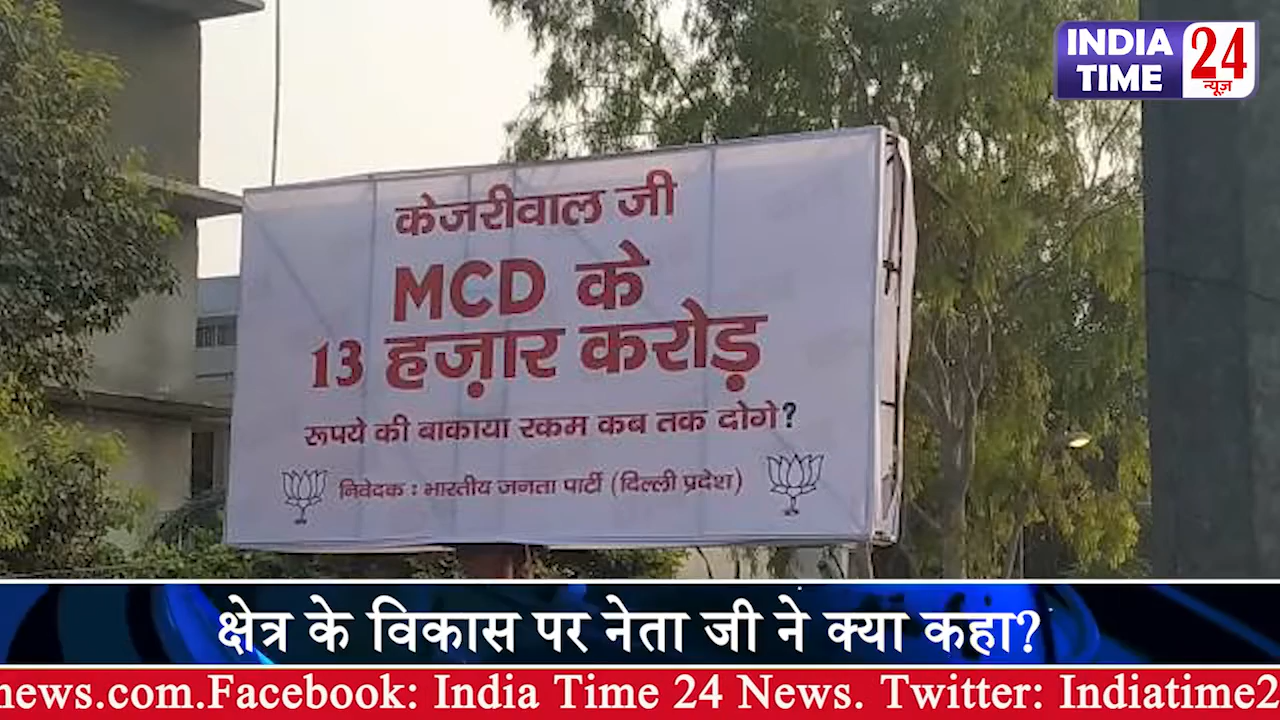 INDIA
TIME
24
न्यूज़
केजरीवाल जी
MCD के
13 हज़ार करोड़
रूपये की बाकाया रकम कब तक दोगे?
निवेदक : भारतीय जनता पार्टी (दिल्ली प्रदेश)
क्षेत्र के विकास पर नेता जी ने क्या कहा?
news.com.Facebook: India Time 24 News. Twitter: Indiatime2